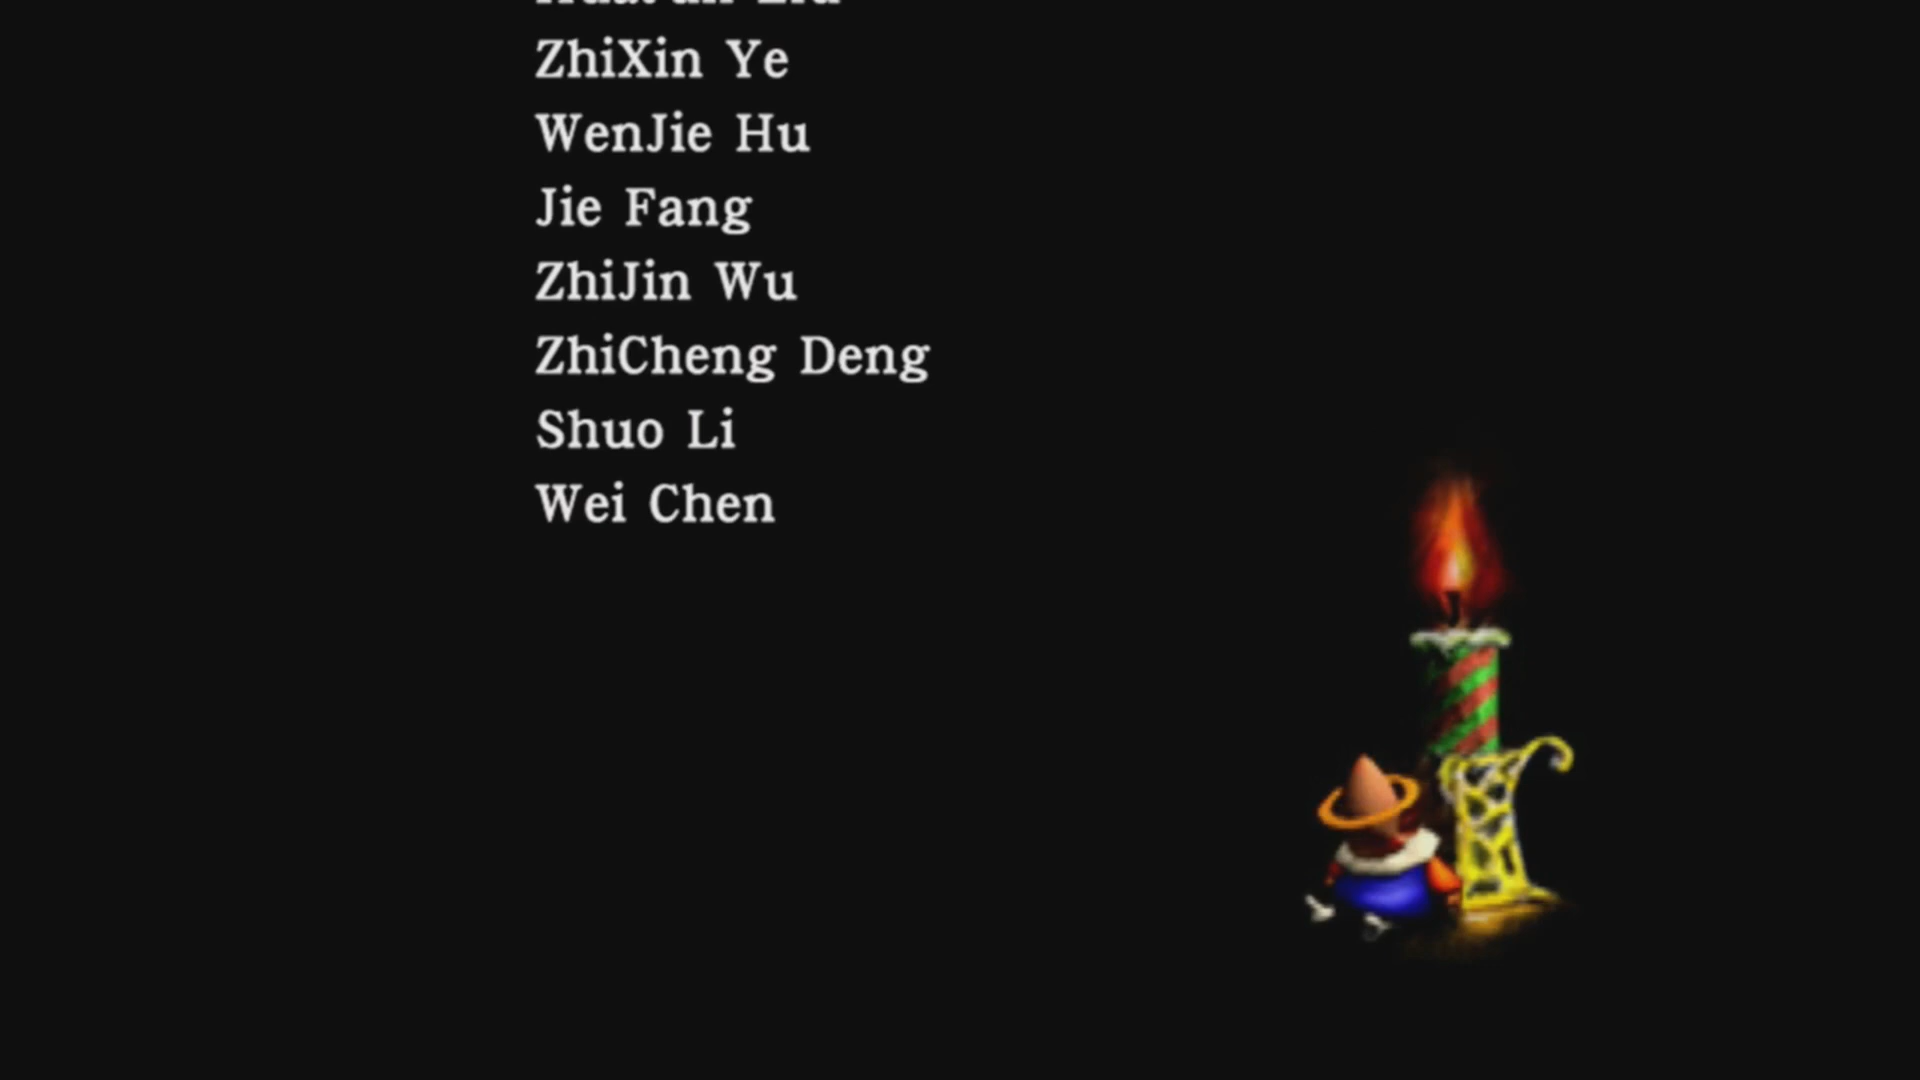 ZhiXin Ye
WenJie Hu
Jie Fang
ZhiJin Wu
ZhiCheng Deng
Shuo Li
Wei Chen